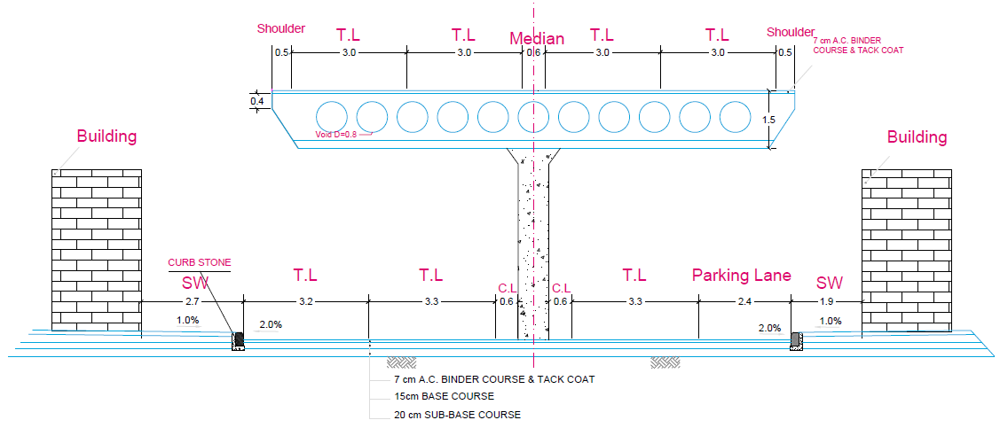 Shoulder
T.L
T.L
Median
T.L
T.L
Shoulder
7 cm A.C. BINDER
COURSE & TACK COAT
0.5
3.0
3.0
0.6
3.0
3.0
0.5
0.4
1.5
Void D=0.8
Building
Building
CURB STONE
SW
T.L
T.L
C.L
C.L
T.L
Parking Lane
SW
2.7
3.2
3.3
0.6
0.6
3.3
2.4
1.9
1.0%
2.0%
2.0%
1.0%
7 cm A.C. BINDER COURSE & TACK COAT
15cm BASE COURSE
20 cm SUB-BASE COURSE